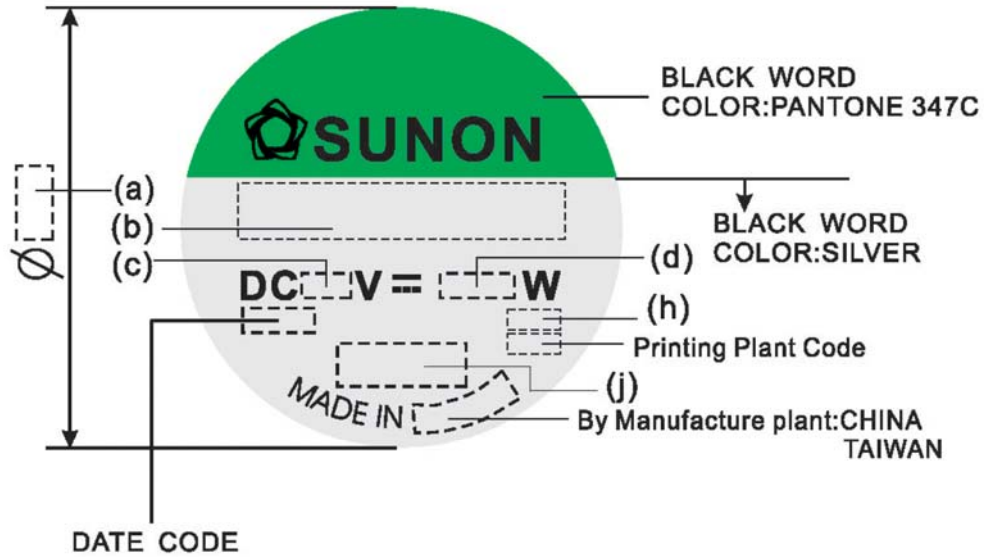 BLACK WORD
COLOR:PANTONE 347C
SUNON
(a)
(b)
BLACK WORD
COLOR:SILVER
(c)
(d)
Ø
DC V W
(h)
Printing Plant Code
(j)
MADE IN
By Manufacture plant:CHINA
TAIWAN
DATE CODE